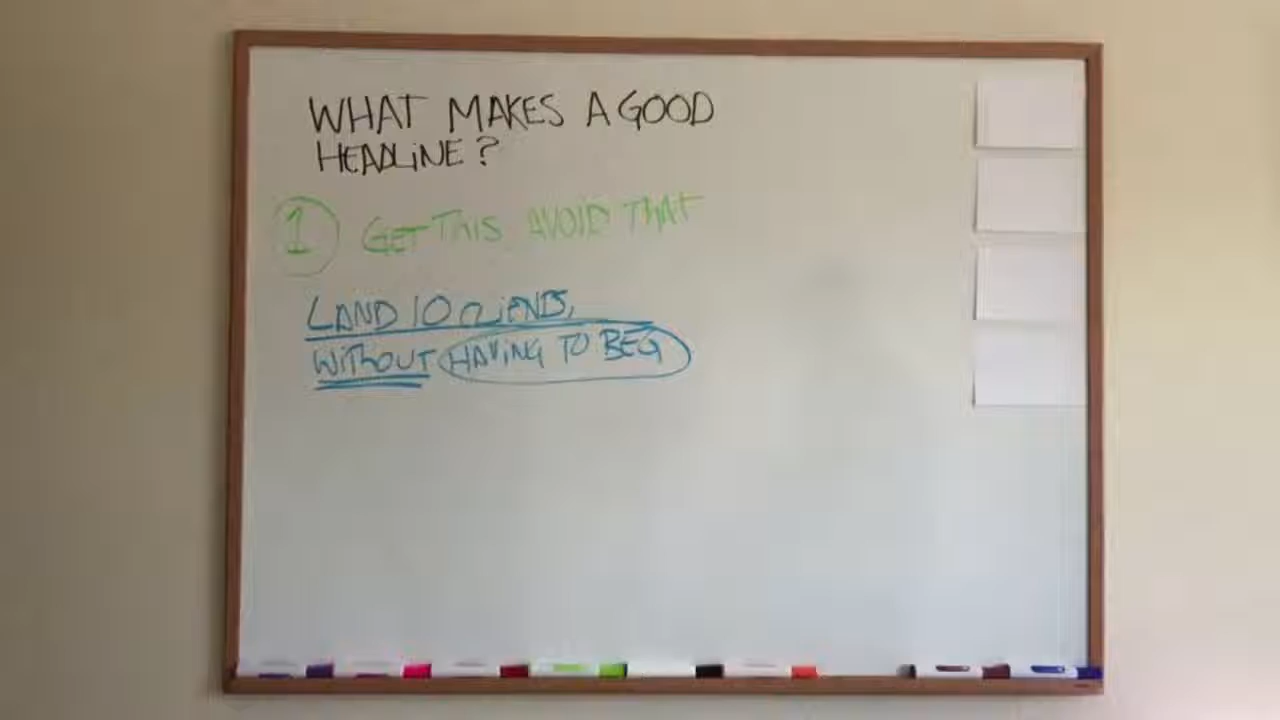 WHAT MAKES A GOOD
HEADLINE?
1 GET THIS AVOID THAT
LAND 10 CLIENTS,
WITHOUT HAVING TO BEG